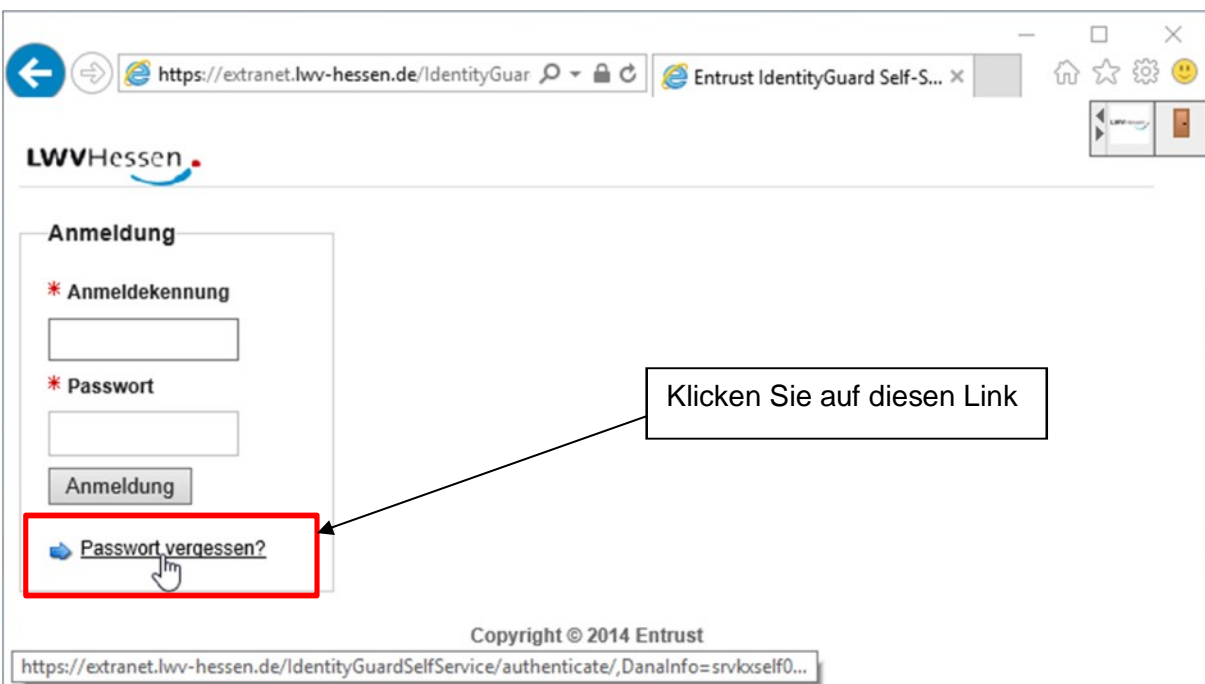 https://extranet.lwv-hessen.de/IdentityGuar
Entrust IdentityGuard Self-S...
LWVHessen
Anmeldung
* Anmeldekennung
* Passwort
Klicken Sie auf diesen Link
Anmeldung
Passwort vergessen?
Copyright © 2014 Entrust
https://extranet.lwv-hessen.de/IdentityGuardSelfService/authenticate/,DanaInfo=srvkxself0...